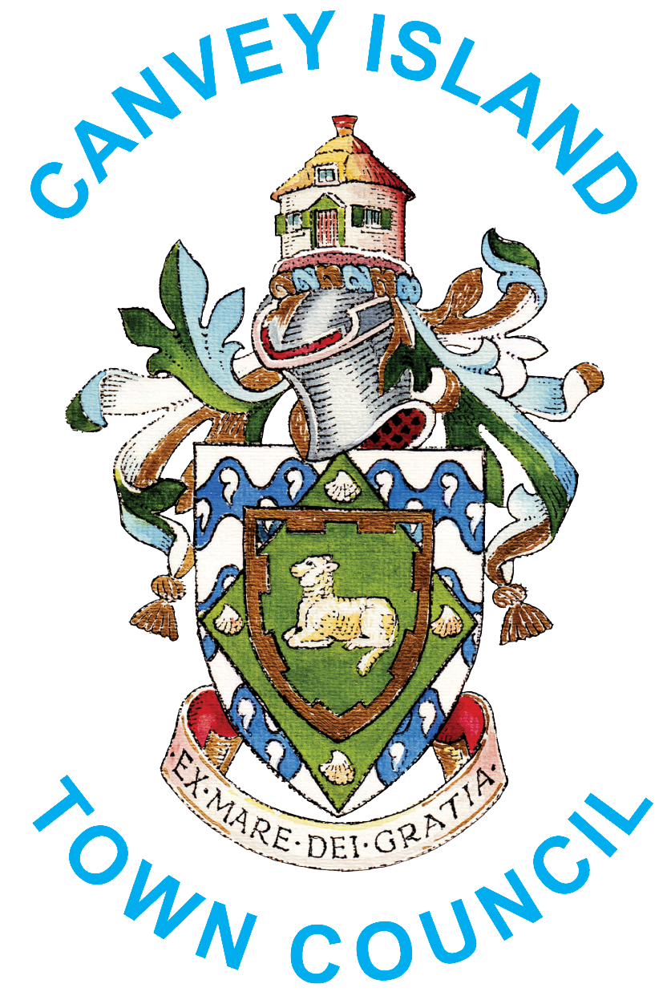 CANVEY ISLAND
·EX·MARE·DEI·GRATIA·
TOWN COUNCIL